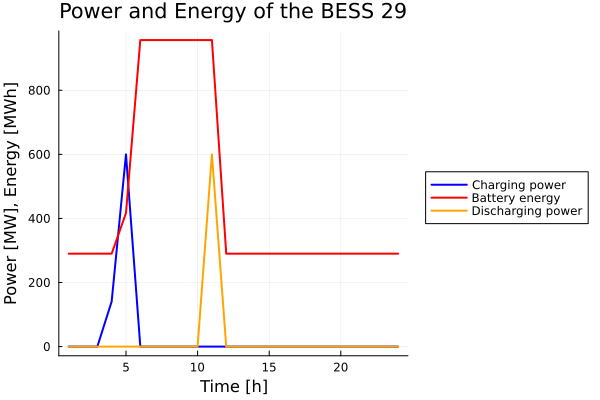 Power and Energy of the BESS 29
Power [MW], Energy [MWh]
800
600
400
200
0
5
10
15
20
Time [h]
Charging power
Battery energy
Discharging power